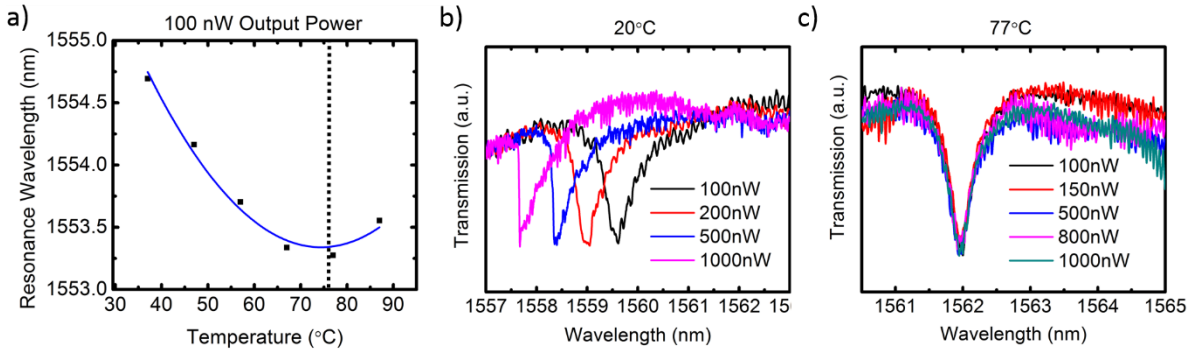 a)
100 nW Output Power
Resonance Wavelength (nm)
1555.0
1554.5
1554.0
1553.5
1553.0
30 40 50 60 70 80 90
Temperature (°C)
b)
20°C
Transmission (a.u.)
100nW
200nW
500nW
1000nW
1557 1558 1559 1560 1561 1562 15
Wavelength (nm)
c)
77°C
Transmission (a.u.)
100nW
150nW
500nW
800nW
1000nW
1561 1562 1563 1564 1565
Wavelength (nm)